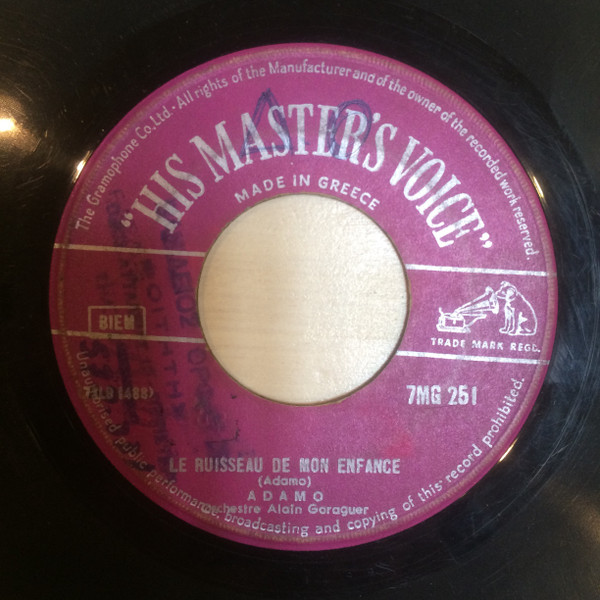 The Gramophone Co., Ltd. - All rights of the Manufacturer and of the owner of the recorded work reserved.
"HIS MASTER'S VOICE"
MADE IN GREECE
BIEM
TRADE MARK REGD.
7MG 251
LE RUISSEAU DE MON ENFANCE
(Adamo)
ADAMO
Orchestre Alain Goraguer
Unauthorised public performance, broadcasting and copying of this record prohibited.